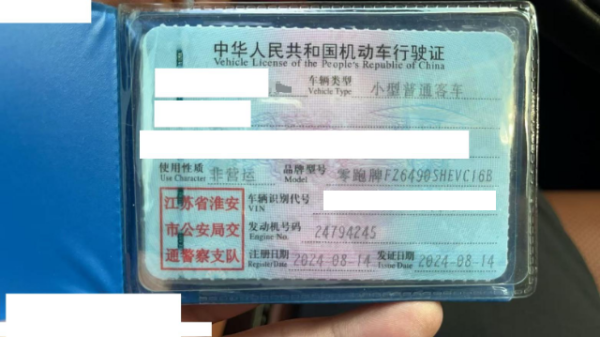 中华人民共和国机动车行驶证
Vehicle License of the People's Republic of China
车辆类型 小型普通客车
Vehicle Type
使用性质 非营运 品牌型号 零跑牌FZ6490SHEVC16B
Use Character Model
江苏省淮安
市公安局交
通警察支队
车辆识别代号
VIN
发动机号码 24794245
Engine No.
注册日期 2024-08-14 发证日期 2024-08-14
Register Date Issue Date